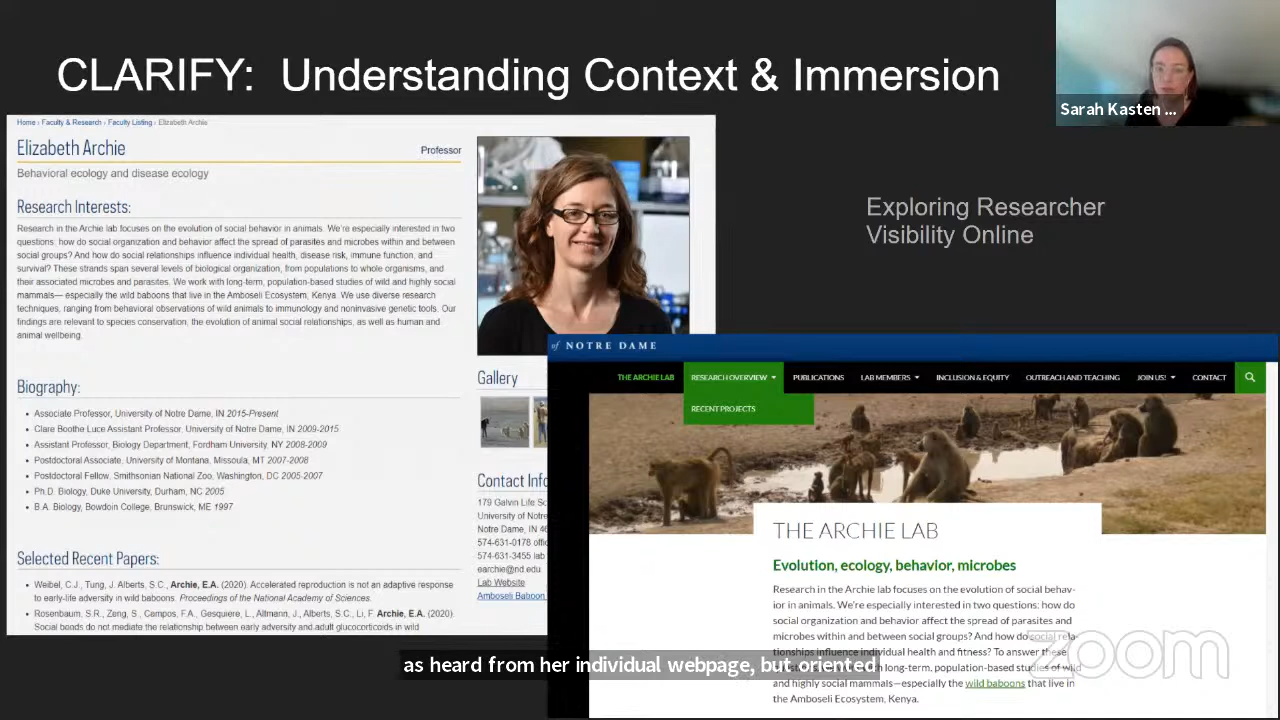 CLARIFY: Understanding Context & Immersion
Sarah Kasten ...
Exploring Researcher
Visibility Online
Home › Faculty & Research › Faculty Listing › Elizabeth Archie
Elizabeth Archie
Professor
Behavioral ecology and disease ecology
Research Interests:
Research in the Archie lab focuses on the evolution of social behavior in animals. We're especially interested in two
questions: how do social organization and behavior affect the spread of parasites and microbes within and between
social groups? And how do social relationships influence individual health, disease risk, immune function, and
survival? These strands span several levels of biological organization, from populations to whole organisms, and
their associated microbes and parasites. We work with long-term, population-based studies of wild and highly social
mammals— especially the wild baboons that live in the Amboseli Ecosystem, Kenya. We use diverse research
techniques, ranging from behavioral observations of wild animals to immunology and noninvasive genetic tools. Our
findings are relevant to species conservation, the evolution of animal social relationships, as well as human and
animal wellbeing.
Biography:
• Associate Professor, University of Notre Dame, IN 2015-Present
• Clare Boothe Luce Assistant Professor, University of Notre Dame, IN 2009-2015
• Assistant Professor, Biology Department, Fordham University, NY 2008-2009
• Postdoctoral Associate, University of Montana, Missoula, MT 2007-2008
• Postdoctoral Fellow, Smithsonian National Zoo, Washington, DC 2005-2007
• Ph.D. Biology, Duke University, Durham, NC 2005
• B.A. Biology, Bowdoin College, Brunswick, ME 1997
Selected Recent Papers:
• Weibel, C.J., Tung, J. Alberts, S.C., Archie, E.A. (2020). Accelerated reproduction is not an adaptive response
to early-life adversity in wild baboons. Proceedings of the National Academy of Sciences.
• Rosenbaum, S.R., Zeng, S., Campos, F.A., Gesquiere, L., Altmann, J., Alberts, S.C., Li, F. Archie, E.A. (2020).
Social bonds do not mediate the relationship between early adversity and adult glucocorticoids in wild
Gallery
Contact Info
179 Galvin Life Sc
University of Notre
Notre Dame, IN 46
574-631-0178 offic
574-631-3455 lab
earchie@nd.edu
Lab Website
Amboseli Baboon
of NOTRE DAME
THE ARCHIE LAB RESEARCH OVERVIEW PUBLICATIONS LAB MEMBERS INCLUSION & EQUITY OUTREACH AND TEACHING JOIN US! CONTACT
RECENT PROJECTS
THE ARCHIE LAB
Evolution, ecology, behavior, microbes
Research in the Archie lab focuses on the evolution of social behav-
ior in animals. We're especially interested in two questions: how do
social organization and behavior affect the spread of parasites and
microbes within and between social groups? And how do social rela-
tionships influence individual health and fitness? To answer these
long-term, population-based studies of wild
and highly social mammals—especially the wild baboons that live in
the Amboseli Ecosystem, Kenya.
as heard from her individual webpage, but oriented
zoom